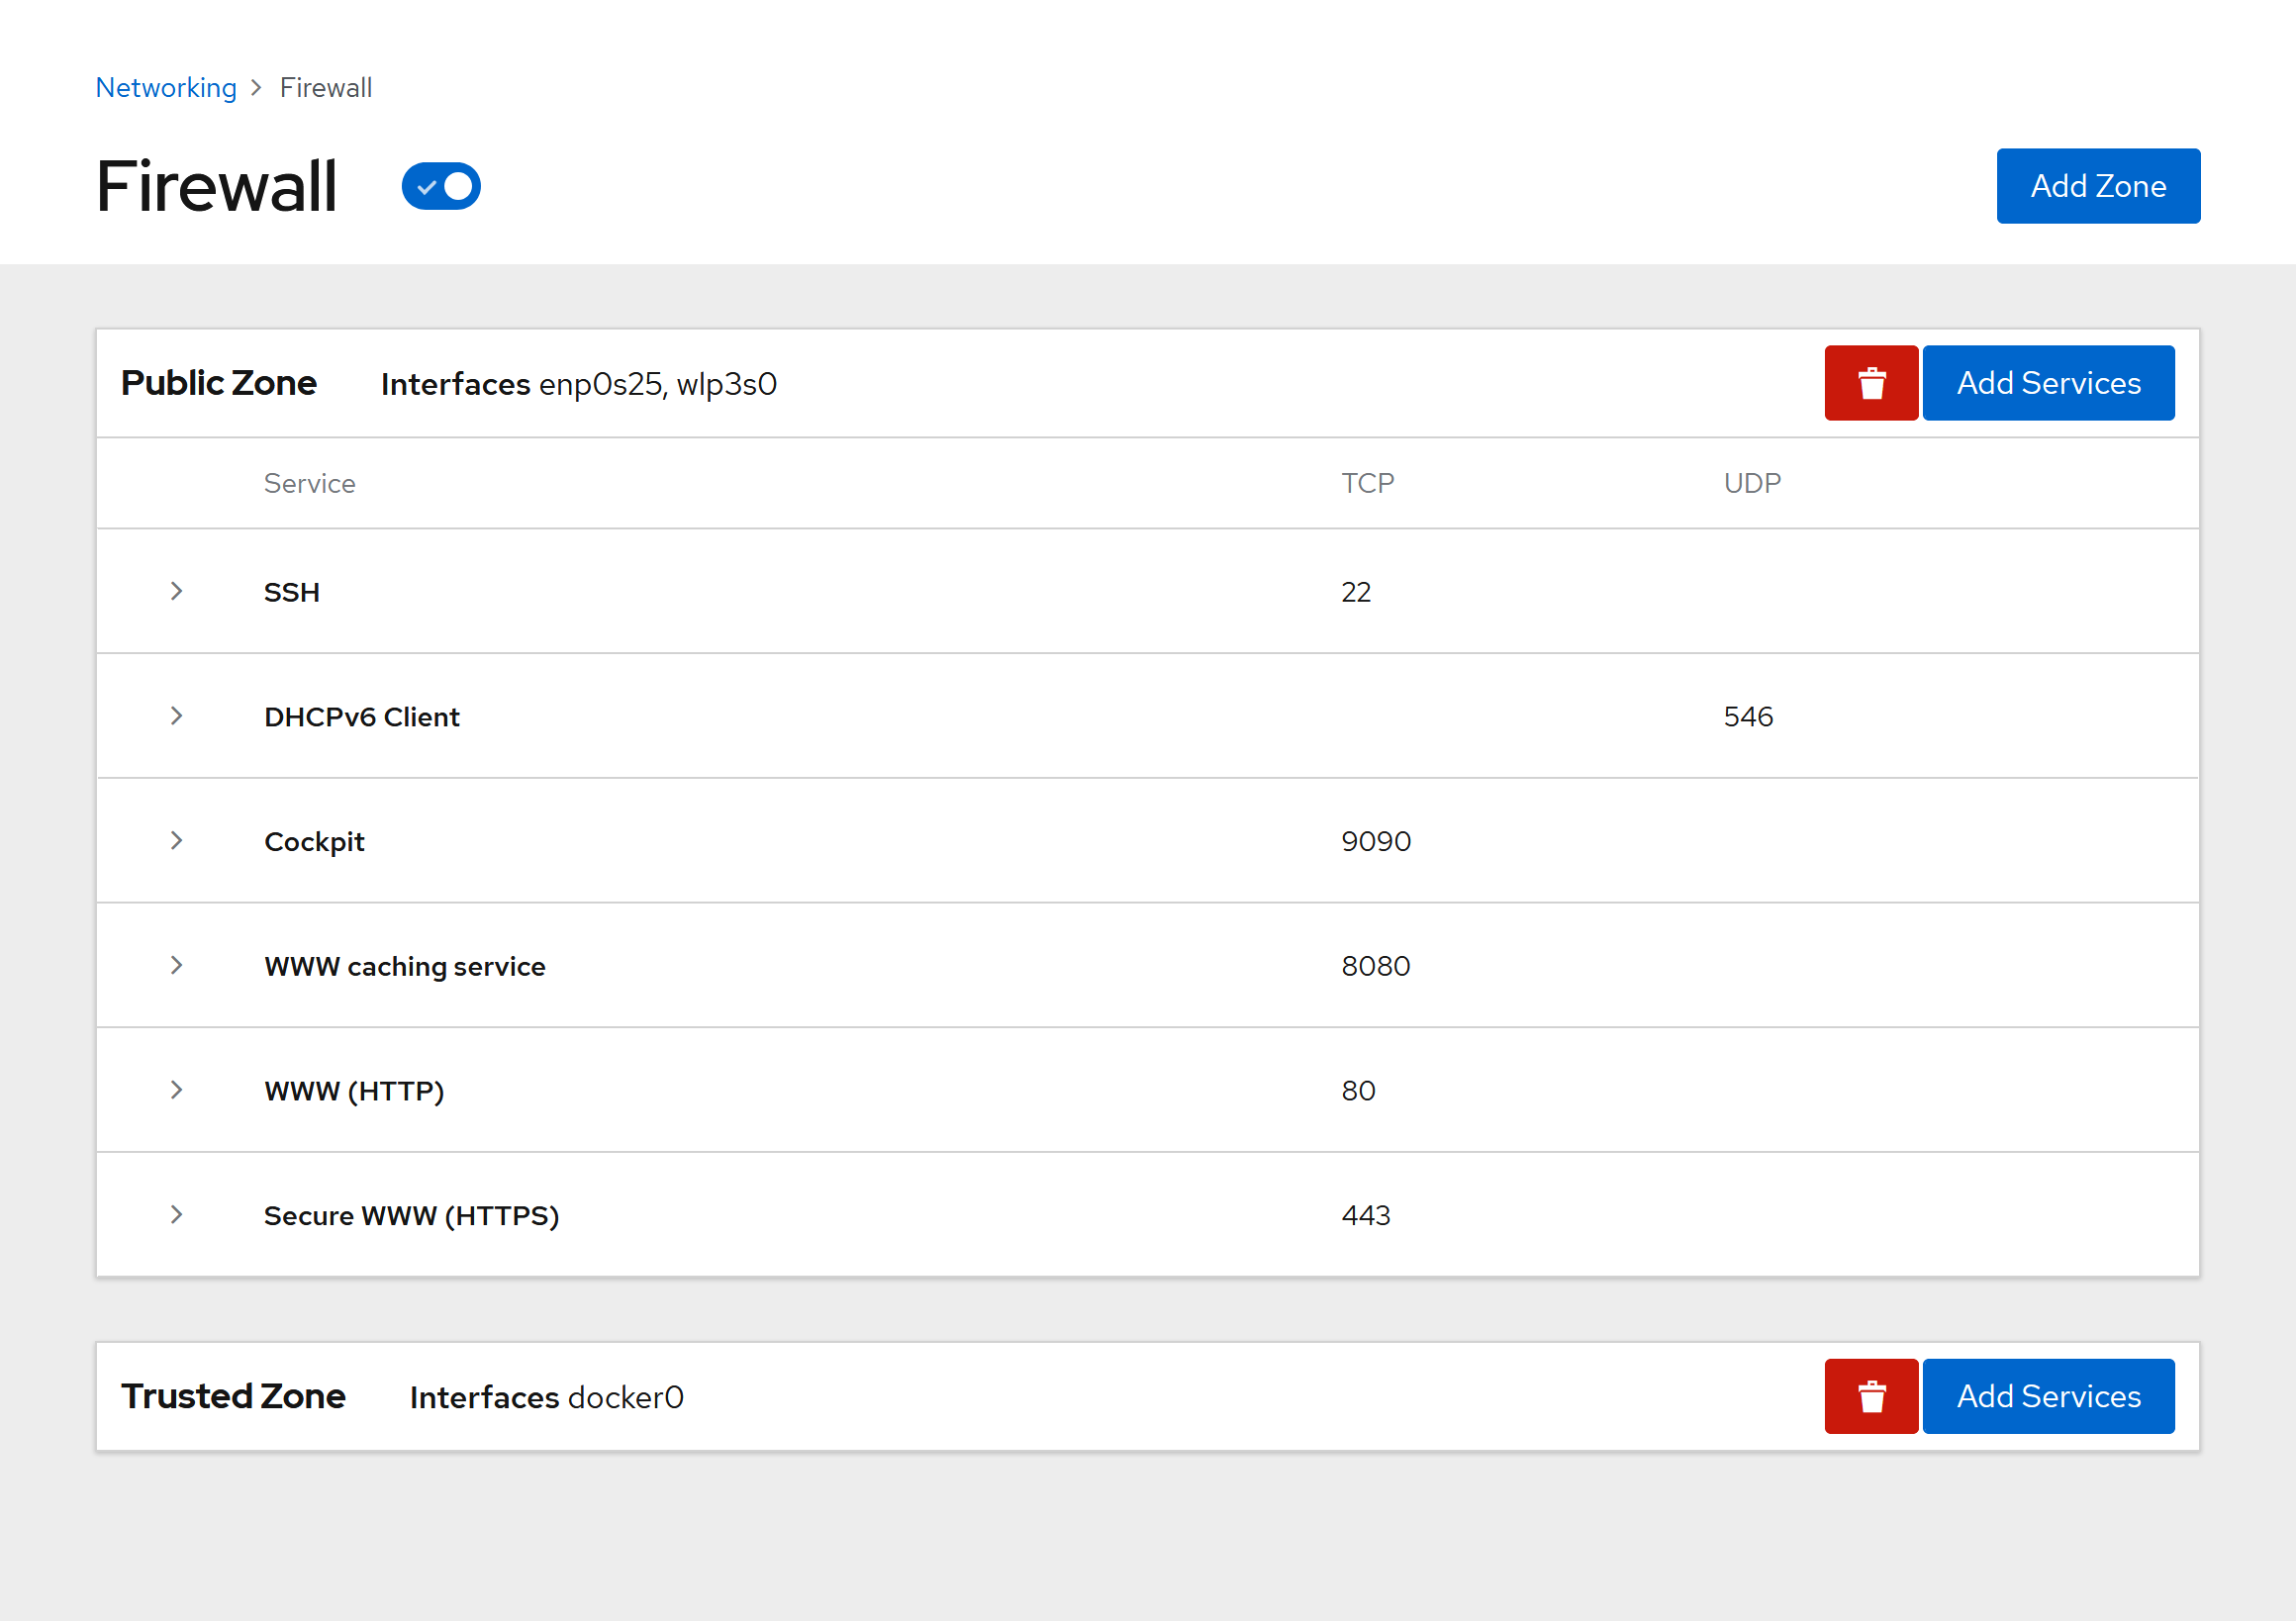 Networking > Firewall
Firewall Add Zone
Public Zone Interfaces enp0s25, wlp3s0 Add Services
Service TCP UDP
SSH 22
DHCPv6 Client 546
Cockpit 9090
WWW caching service 8080
WWW (HTTP) 80
Secure WWW (HTTPS) 443
Trusted Zone Interfaces docker0 Add Services